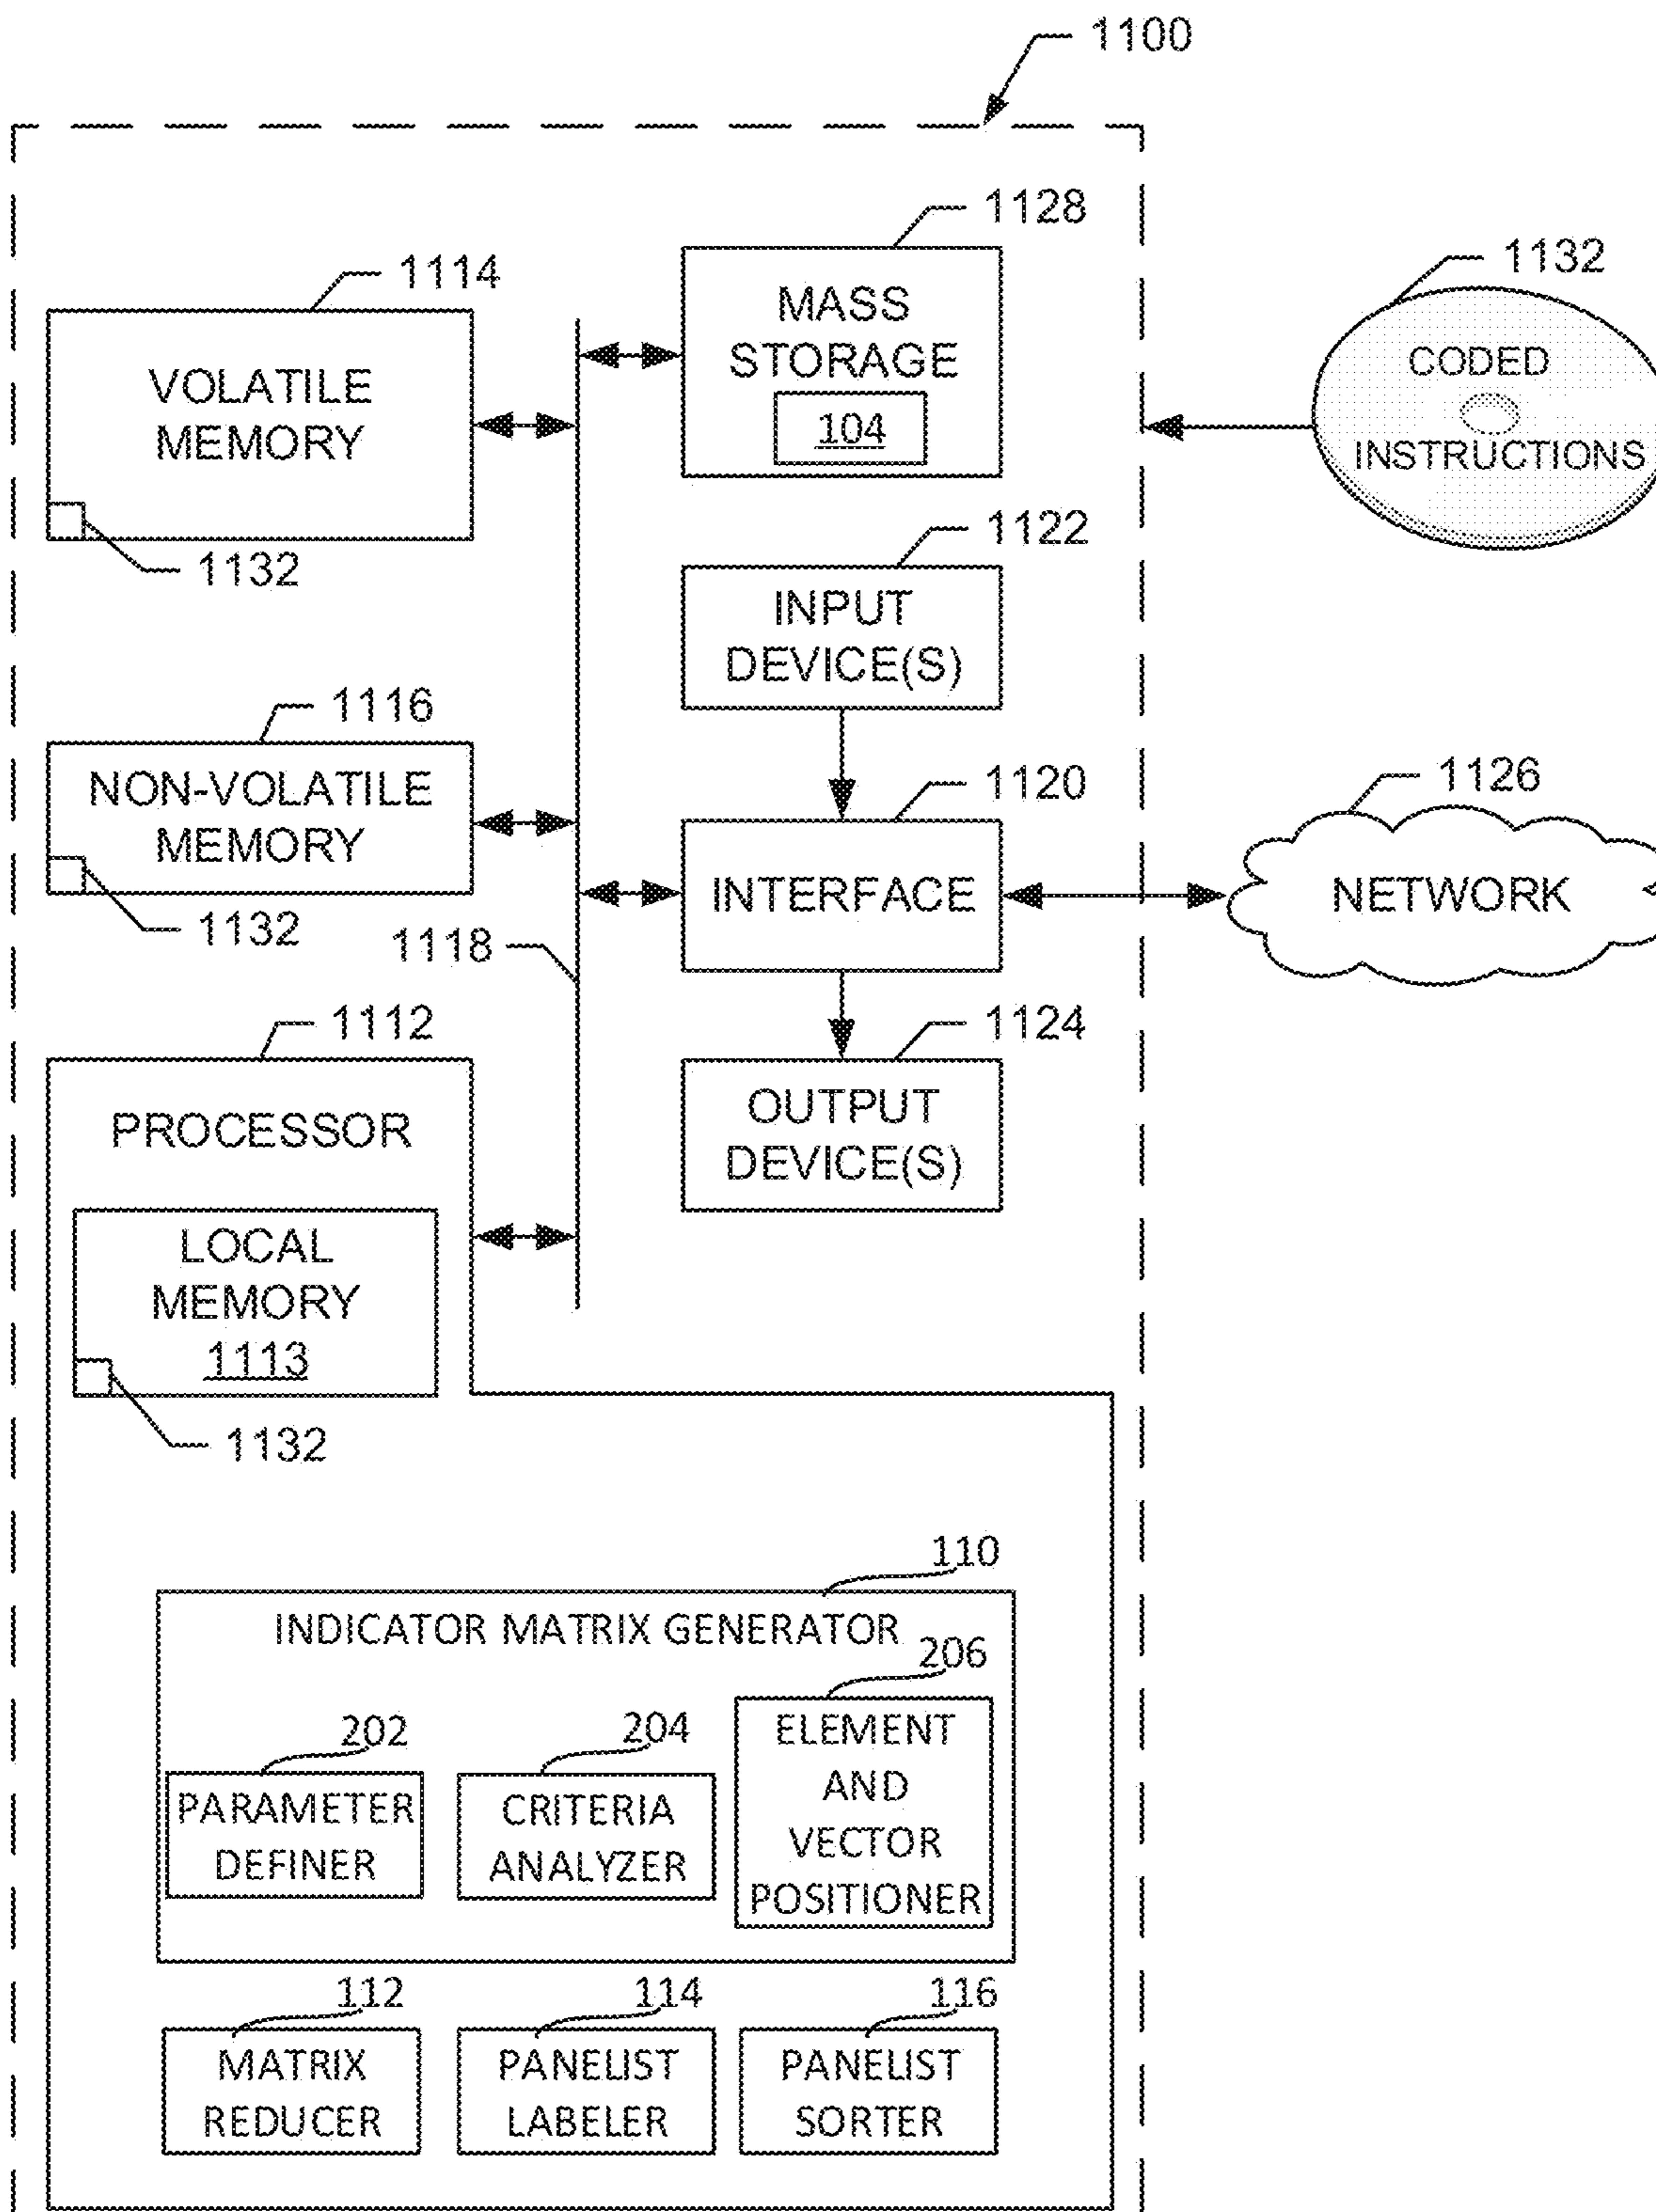 1100
1128
1114
MASS
STORAGE
104
VOLATILE
MEMORY
1132
1132
CODED
INSTRUCTIONS
1122
INPUT
DEVICE(S)
1116
NON-VOLATILE
MEMORY
1132
1120
INTERFACE
1126
NETWORK
1118
1112
PROCESSOR
1124
OUTPUT
DEVICE(S)
LOCAL
MEMORY
1113
1132
110
INDICATOR MATRIX GENERATOR
202
PARAMETER
DEFINER
204
CRITERIA
ANALYZER
206
ELEMENT
AND
VECTOR
POSITIONER
112
MATRIX
REDUCER
114
PANELIST
LABELER
116
PANELIST
SORTER